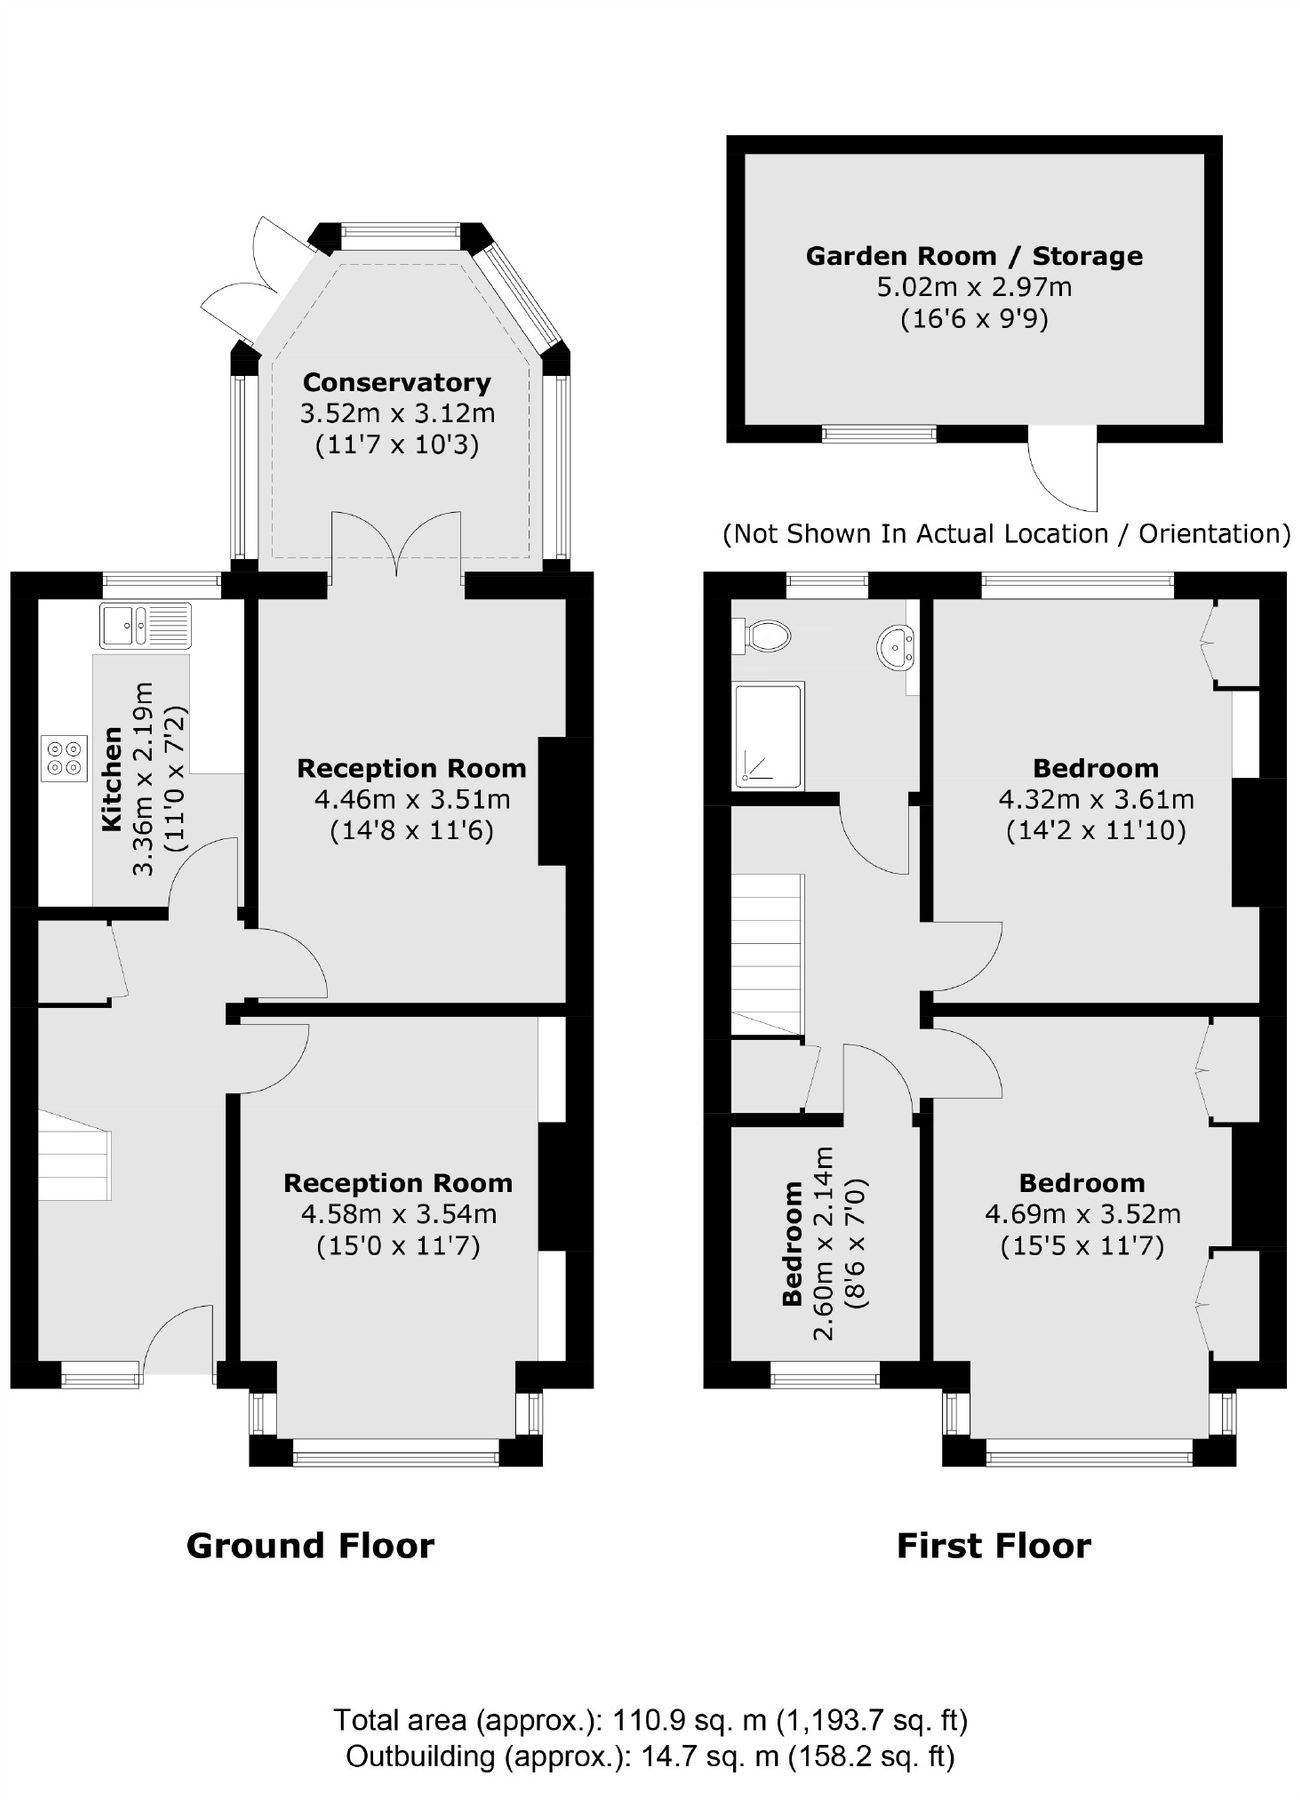 Garden Room / Storage
5.02m x 2.97m
(16'6 x 9'9)
(Not Shown In Actual Location / Orientation)
Conservatory
3.52m x 3.12m
(11'7 x 10'3)
Kitchen
3.36m x 2.19m
(11'0 x 7'2)
Reception Room
4.46m x 3.51m
(14'8 x 11'6)
Reception Room
4.58m x 3.54m
(15'0 x 11'7)
Ground Floor
Bedroom
4.32m x 3.61m
(14'2 x 11'10)
Bedroom
2.60m x 2.14m
(8'6 x 7'0)
Bedroom
4.69m x 3.52m
(15'5 x 11'7)
First Floor
Total area (approx.): 110.9 sq. m (1,193.7 sq. ft)
Outbuilding (approx.): 14.7 sq. m (158.2 sq. ft)